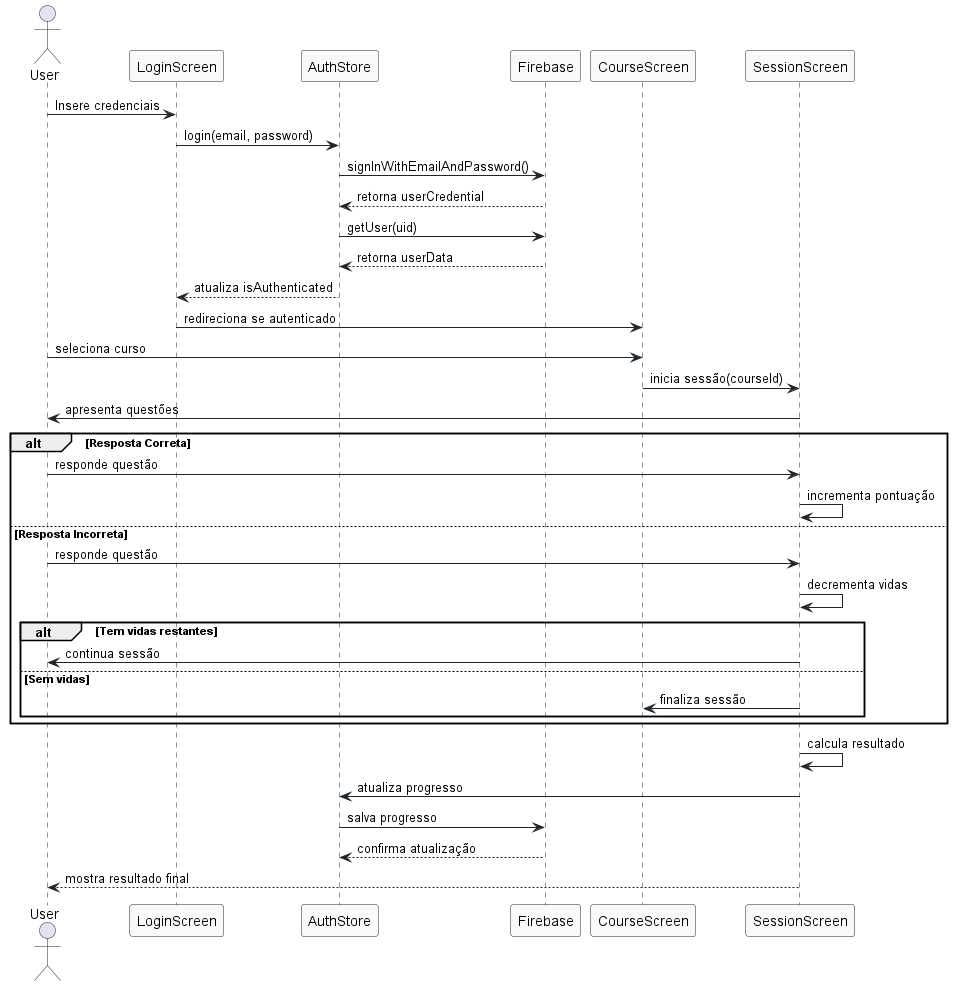 User
LoginScreen
AuthStore
Firebase
CourseScreen
SessionScreen
Insere credenciais
login(email, password)
signInWithEmailAndPassword()
retorna userCredential
getUser(uid)
retorna userData
atualiza isAuthenticated
redireciona se autenticado
seleciona curso
inicia sessão(courseId)
apresenta questões
alt [Resposta Correta]
responde questão
incrementa pontuação
[Resposta Incorreta]
responde questão
decrementa vidas
alt [Tem vidas restantes]
continua sessão
[Sem vidas]
finaliza sessão
calcula resultado
atualiza progresso
salva progresso
confirma atualização
mostra resultado final
User
LoginScreen
AuthStore
Firebase
CourseScreen
SessionScreen